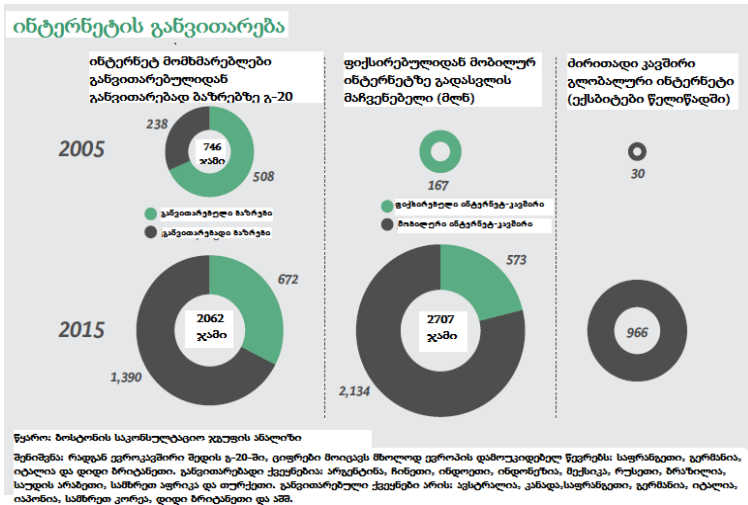 ინტერნეტის განვითარება
ინტერნეტ მომხმარებლები
განვითარებულიდან
განვითარებად ბაზრებზე გ-20
ფიქსირებულიდან მობილურ
ინტერნეტზე გადასვლის
მაჩვენებელი (მლნ)
ძირითადი კავშირი
გლობალური ინტერნეტი
(ექსბიტები წელიწადში)
2005
238
746
ჯამი
508
167
30
განვითარებული ბაზრები
განვითარებადი ბაზრები
ფიქსირებული ინტერნეტ-კავშირი
მობილური ინტერნეტ-კავშირი
2015
672
2062
ჯამი
1,390
573
2707
ჯამი
2,134
966
წყარო: ბოსტონის საკონსულტაციო ჯგუფის ანალიზი
შენიშვნა: რადგან ევროკავშირი შედის გ-20-ში, ციფრები მოიცავს მხოლოდ ევროპის დამოუკიდებელ წევრებს: საფრანგეთი, გერმანია,
იტალია და დიდი ბრიტანეთი. განვითარებადი ქვეყნებია: არგენტინა, ჩინეთი, ინდოეთი, ინდონეზია, მექსიკა, რუსეთი, ბრაზილია,
საუდის არაბეთი, სამხრეთ აფრიკა და თურქეთი. განვითარებული ქვეყნები არის: ავსტრალია, კანადა,საფრანგეთი, გერმანია, იტალია,
იაპონია, სამხრეთ კორეა, დიდი ბრიტანეთი და აშშ.